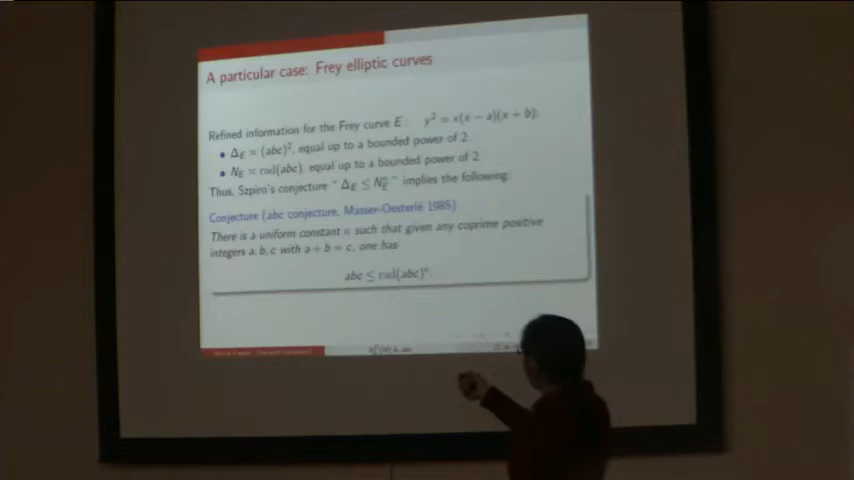 A particular case: Frey elliptic curves
Refined information for the Frey curve E : y² = x(x − a)(x + b):
• Δ_E = (abc)², equal up to a bounded power of 2.
• N_E = rad(abc), equal up to a bounded power of 2
Thus, Szpiro's conjecture " Δ_E ≤ N_E^κ " implies the following:
Conjecture (abc conjecture, Masser-Oesterlé 1985)
There is a uniform constant κ such that given any coprime positive
integers a, b, c with a + b = c, one has
abc ≤ rad(abc)^κ.